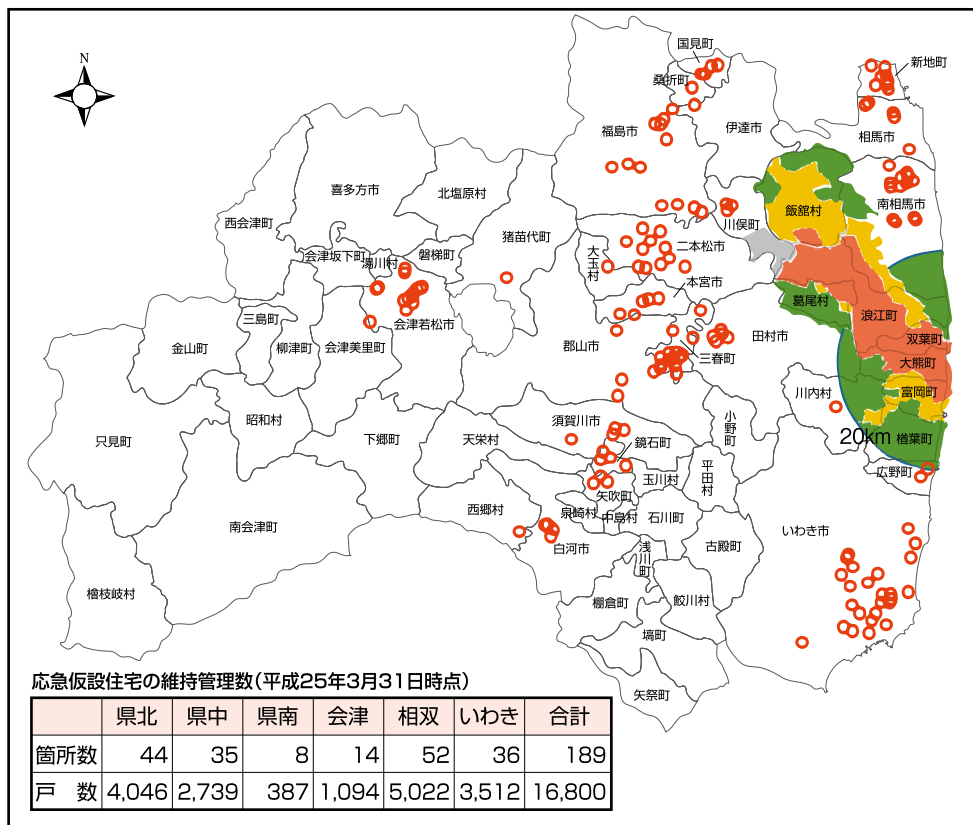 N
国見町
桑折町
新地町
福島市
伊達市
相馬市
喜多方市
北塩原村
飯舘村
南相馬市
西会津町
猪苗代町
川俣町
会津坂下町
湯川村
磐梯町
大玉村
二本松市
本宮市
葛尾村
浪江町
三島町
会津若松市
双葉町
金山町
柳津町
会津美里町
郡山市
三春町
田村市
大熊町
川内村
富岡町
昭和村
須賀川市
小野町
只見町
下郷町
天栄村
鏡石町
20km
楢葉町
平田村
広野町
玉川村
矢吹町
西郷村
泉崎村
中島村
石川町
南会津町
いわき市
白河市
浅川町
古殿町
檜枝岐村
棚倉町
鮫川村
塙町
矢祭町
応急仮設住宅の維持管理数(平成25年3月31日時点)
県北 県中 県南 会津 相双 いわき 合計
箇所数 44 35 8 14 52 36 189
戸 数 4,046 2,739 387 1,094 5,022 3,512 16,800